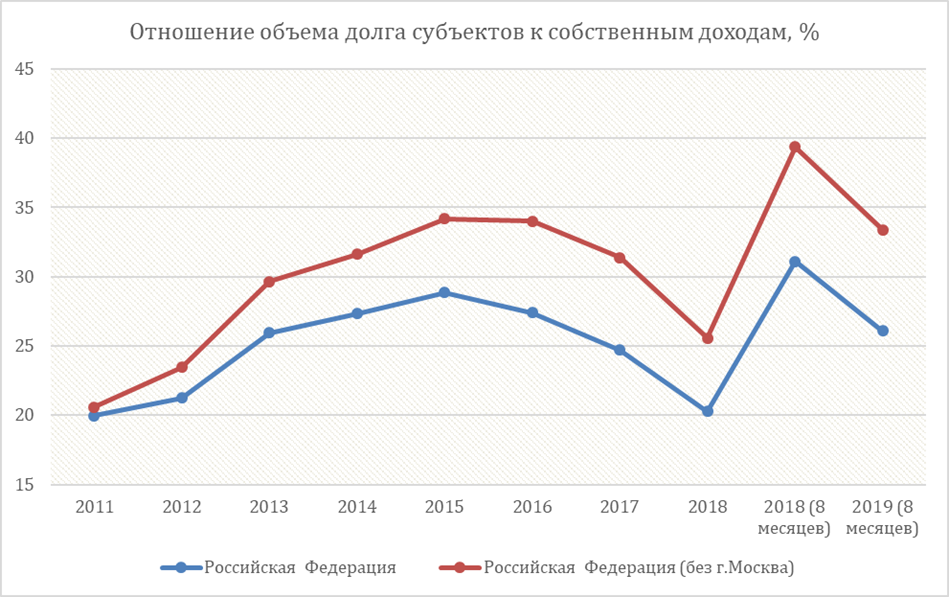 Отношение объема долга субъектов к собственным доходам, %
45
40
35
30
25
20
15
2011 2012 2013 2014 2015 2016 2017 2018 2018 (8 месяцев) 2019 (8 месяцев)
Российская Федерация Российская Федерация (без г.Москва)